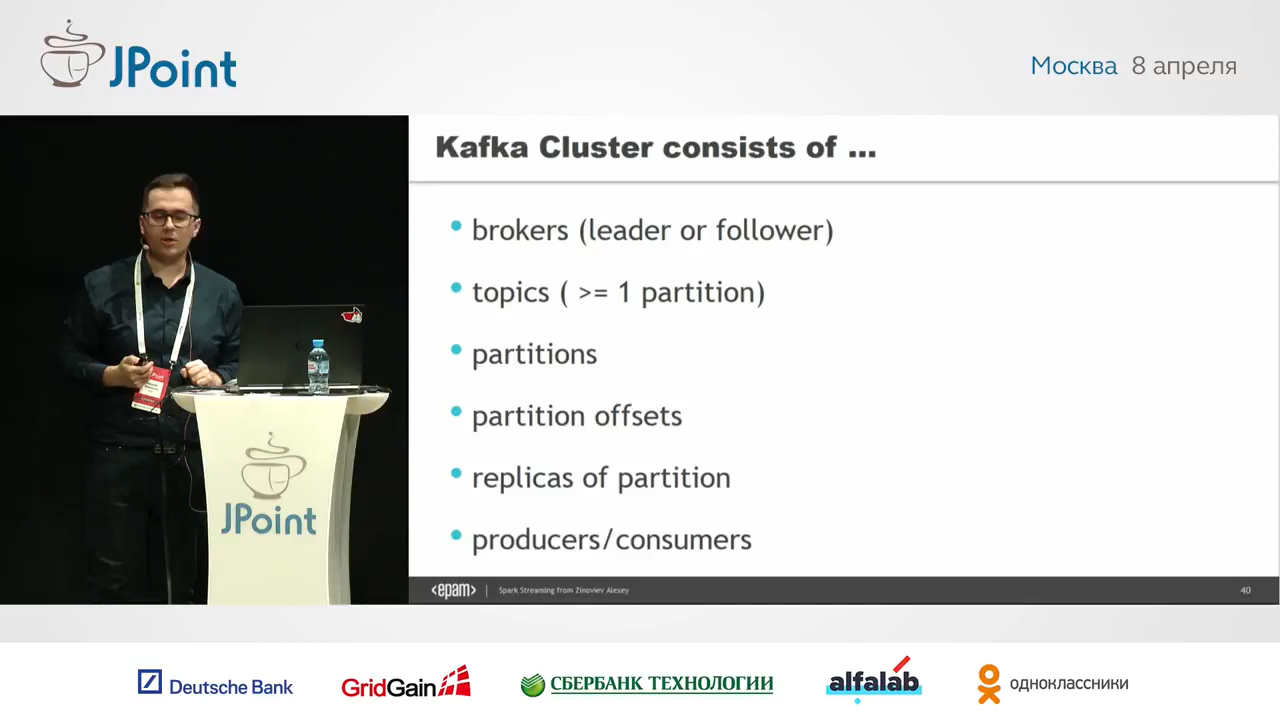 JPoint
Москва 8 апреля
Kafka Cluster consists of ...
• brokers (leader or follower)
• topics ( >= 1 partition)
• partitions
• partition offsets
• replicas of partition
• producers/consumers
<epam> | Spark Streaming from Zinoviev Alexey 40
JPoint
Deutsche Bank
GridGain
СБЕРБАНК ТЕХНОЛОГИИ
alfalab
одноклассники